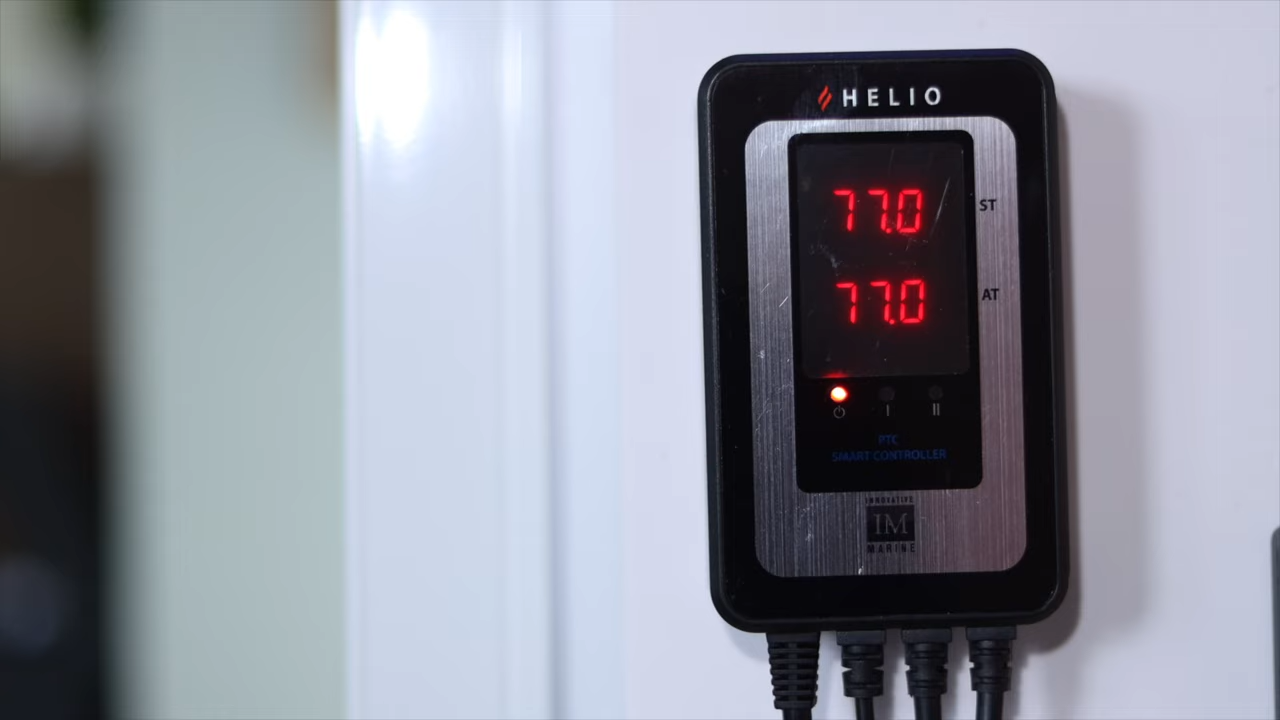 HELIO
77.0 ST
77.0 AT
I II
PTC
SMART CONTROLLER
INNOVATIVE
IM
MARINE